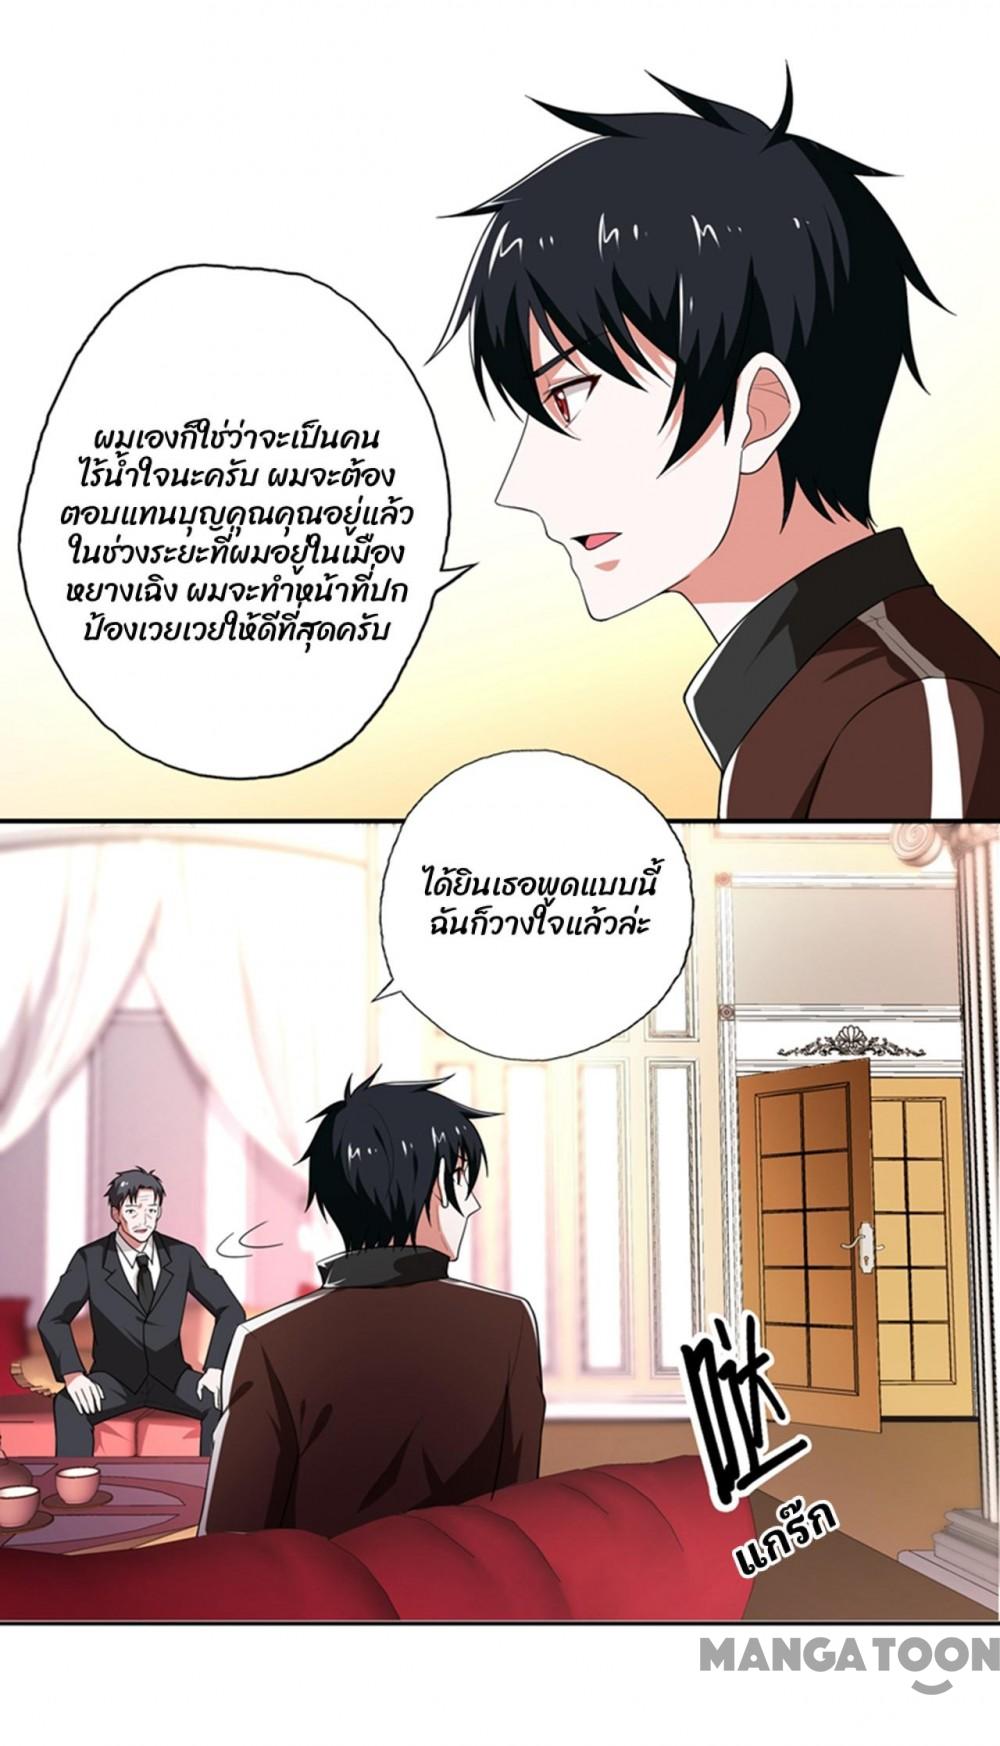 ผมเองก็ใช่ว่าจะเป็นคน
ไร้น้ำใจนะครับ ผมจะต้อง
ตอบแทนบุญคุณคุณอยู่แล้ว
ในช่วงระยะที่ผมอยู่ในเมือง
หยางเฉิง ผมจะทำหน้าที่ปก
ป้องเวยเวยให้ดีที่สุดครับ
ได้ยินเธอพูดแบบนี้
ฉันก็วางใจแล้วล่ะ
哒
แกร๊ก
MANGATOON